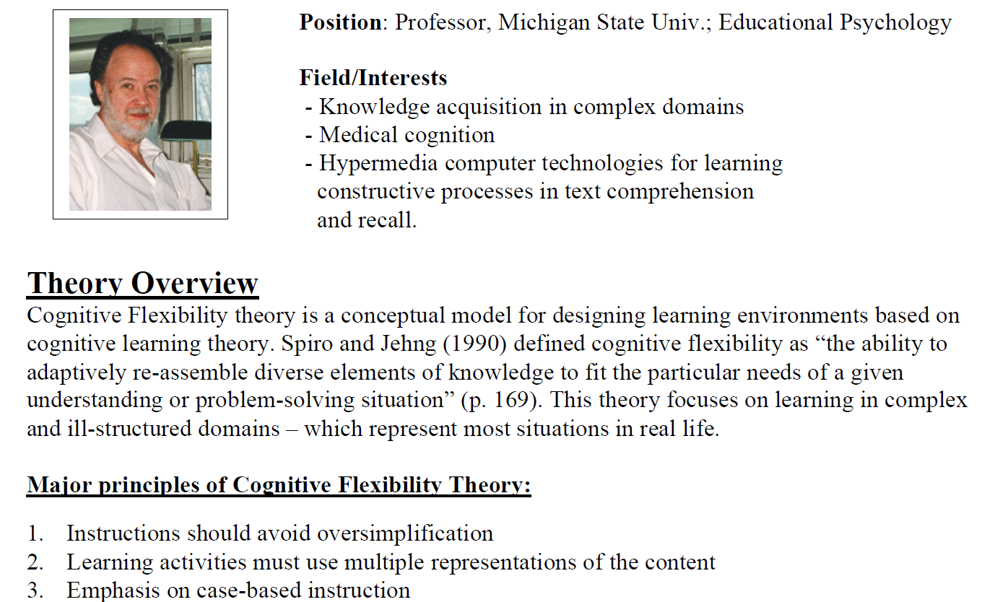 Position: Professor, Michigan State Univ.; Educational Psychology
Field/Interests
- Knowledge acquisition in complex domains
- Medical cognition
- Hypermedia computer technologies for learning
constructive processes in text comprehension
and recall.
Theory Overview
Cognitive Flexibility theory is a conceptual model for designing learning environments based on
cognitive learning theory. Spiro and Jehng (1990) defined cognitive flexibility as “the ability to
adaptively re-assemble diverse elements of knowledge to fit the particular needs of a given
understanding or problem-solving situation” (p. 169). This theory focuses on learning in complex
and ill-structured domains – which represent most situations in real life.
Major principles of Cognitive Flexibility Theory:
1. Instructions should avoid oversimplification
2. Learning activities must use multiple representations of the content
3. Emphasis on case-based instruction